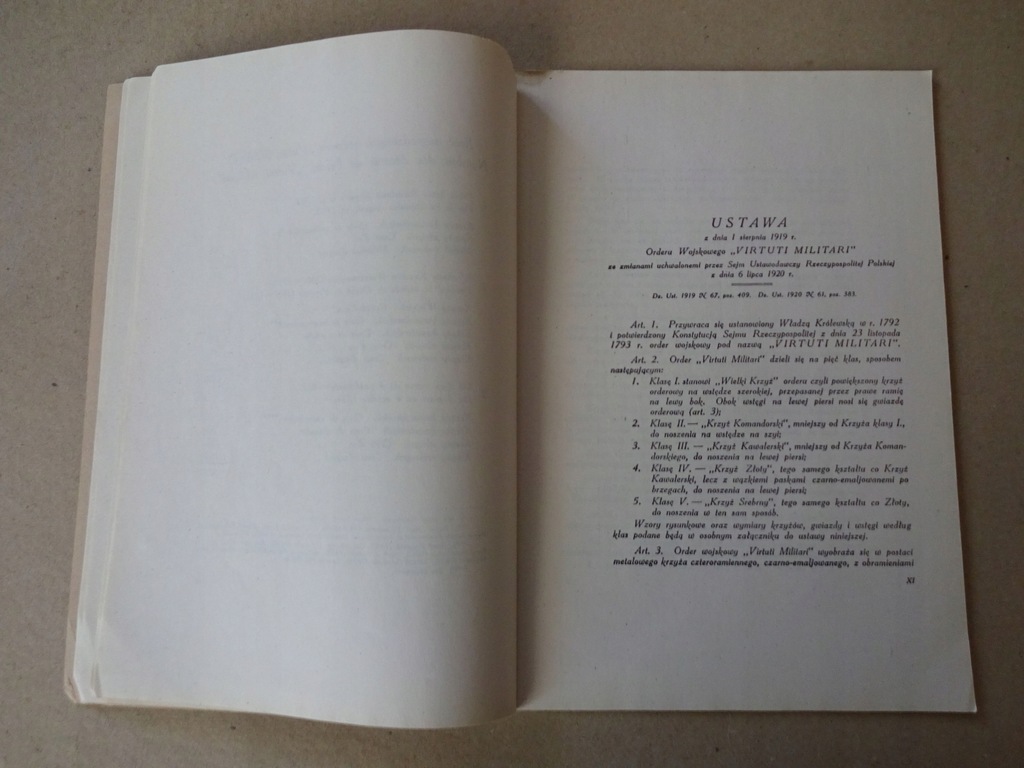 USTAWA
z dnia 1 sierpnia 1919 r.
Orderu Wojskowego „VIRTUTI MILITARI”
ze zmianami uchwalonemi przez Sejm Ustawodawczy Rzeczypospolitej Polskiej
z dnia 6 lipca 1920 r.
Dz. Ust. 1919 № 67, poz. 409. Dz. Ust. 1920 № 61, poz. 383.
Art. 1. Przywraca się ustanowiony Władzą Królewską w r. 1792
i potwierdzony Konstytucją Sejmu Rzeczypospolitej z dnia 23 listopada
1793 r. order wojskowy pod nazwą „VIRTUTI MILITARI”.
Art. 2. Order „Virtuti Militari” dzieli się na pięć klas, sposobem
następującym:
1. Klasę I. stanowi „Wielki Krzyż” orderu czyli powiększony krzyż
orderowy na wstędze szerokiej, przepasanej przez prawe ramię
na lewy bok. Obok wstęgi na lewej piersi nosi się gwiazdę
orderową (art. 3);
2. Klasę II. — „Krzyż Komandorski”, mniejszy od Krzyża klasy I.,
do noszenia na wstędze na szyi;
3. Klasę III. — „Krzyż Kawalerski”, mniejszy od Krzyża Koman-
dorskiego, do noszenia na lewej piersi;
4. Klasę IV. — „Krzyż Złoty”, tego samego kształtu co Krzyż
Kawalerski, lecz z wązkiemi paskami czarno-emaljowanemi po
brzegach, do noszenia na lewej piersi;
5. Klasę V. — „Krzyż Srebrny”, tego samego kształtu co Złoty,
do noszenia w ten sam sposób.
Wzory rysunkowe oraz wymiary krzyżów, gwiazdy i wstęgi według
klas podane będą w osobnym załączniku do ustawy niniejszej.
Art. 3. Order wojskowy „Virtuti Militari” wyobraża się w postaci
metalowego krzyża czteroramiennego, czarno-emaljowanego, z obramieniami
XI